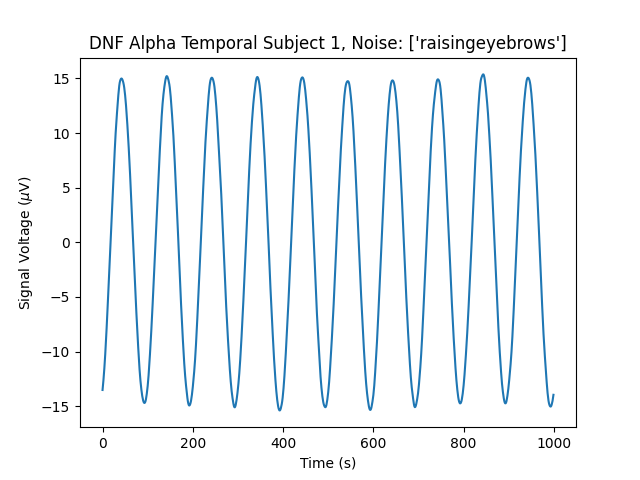 DNF Alpha Temporal Subject 1, Noise: ['raisingeyebrows']
15
10
5
0
−5
−10
−15
Signal Voltage (μV)
0 200 400 600 800 1000
Time (s)